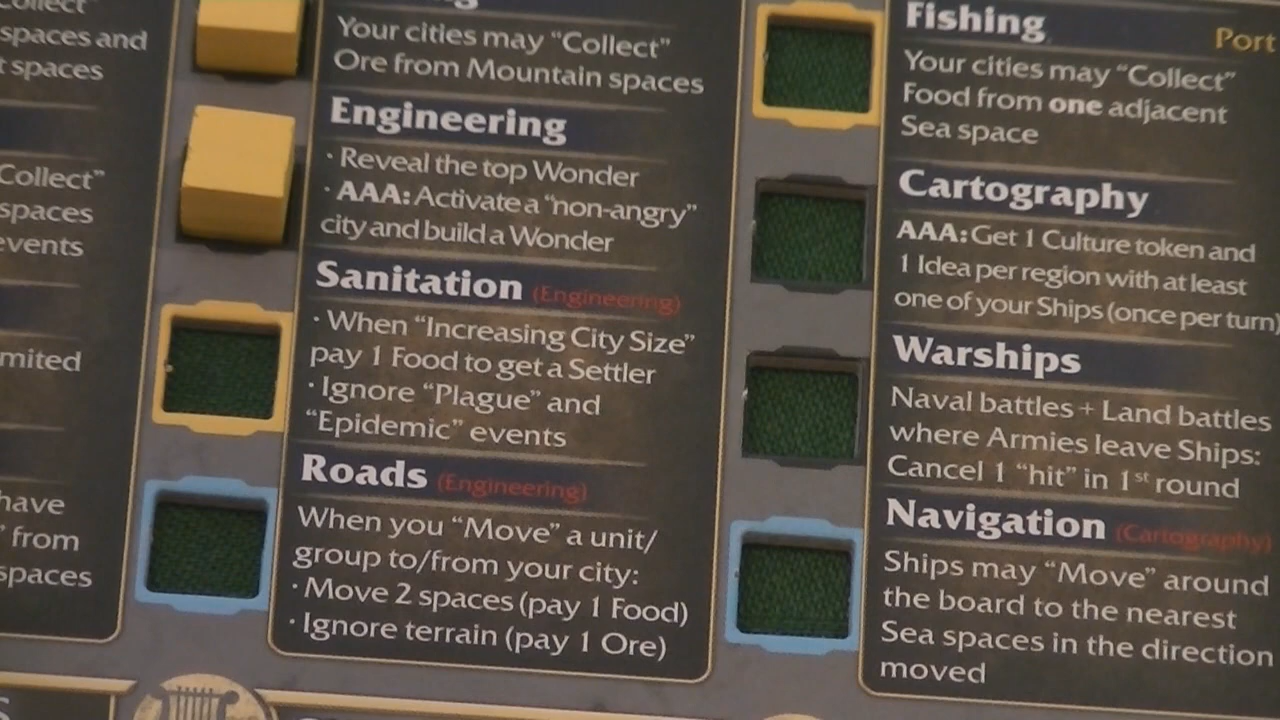 spaces and
t spaces
Collect”
spaces
events
mited
have
” from
spaces
Your cities may “Collect”
Ore from Mountain spaces
Engineering
· Reveal the top Wonder
· AAA: Activate a “non-angry”
city and build a Wonder
Sanitation (Engineering)
· When “Increasing City Size”
pay 1 Food to get a Settler
· Ignore “Plague” and
“Epidemic” events
Roads (Engineering)
When you “Move” a unit/
group to/from your city:
· Move 2 spaces (pay 1 Food)
· Ignore terrain (pay 1 Ore)
Fishing Port
Your cities may “Collect”
Food from one adjacent
Sea space
Cartography
AAA: Get 1 Culture token and
1 Idea per region with at least
one of your Ships (once per turn)
Warships
Naval battles + Land battles
where Armies leave Ships:
Cancel 1 “hit” in 1st round
Navigation (Cartography)
Ships may “Move” around
the board to the nearest
Sea spaces in the direction
moved